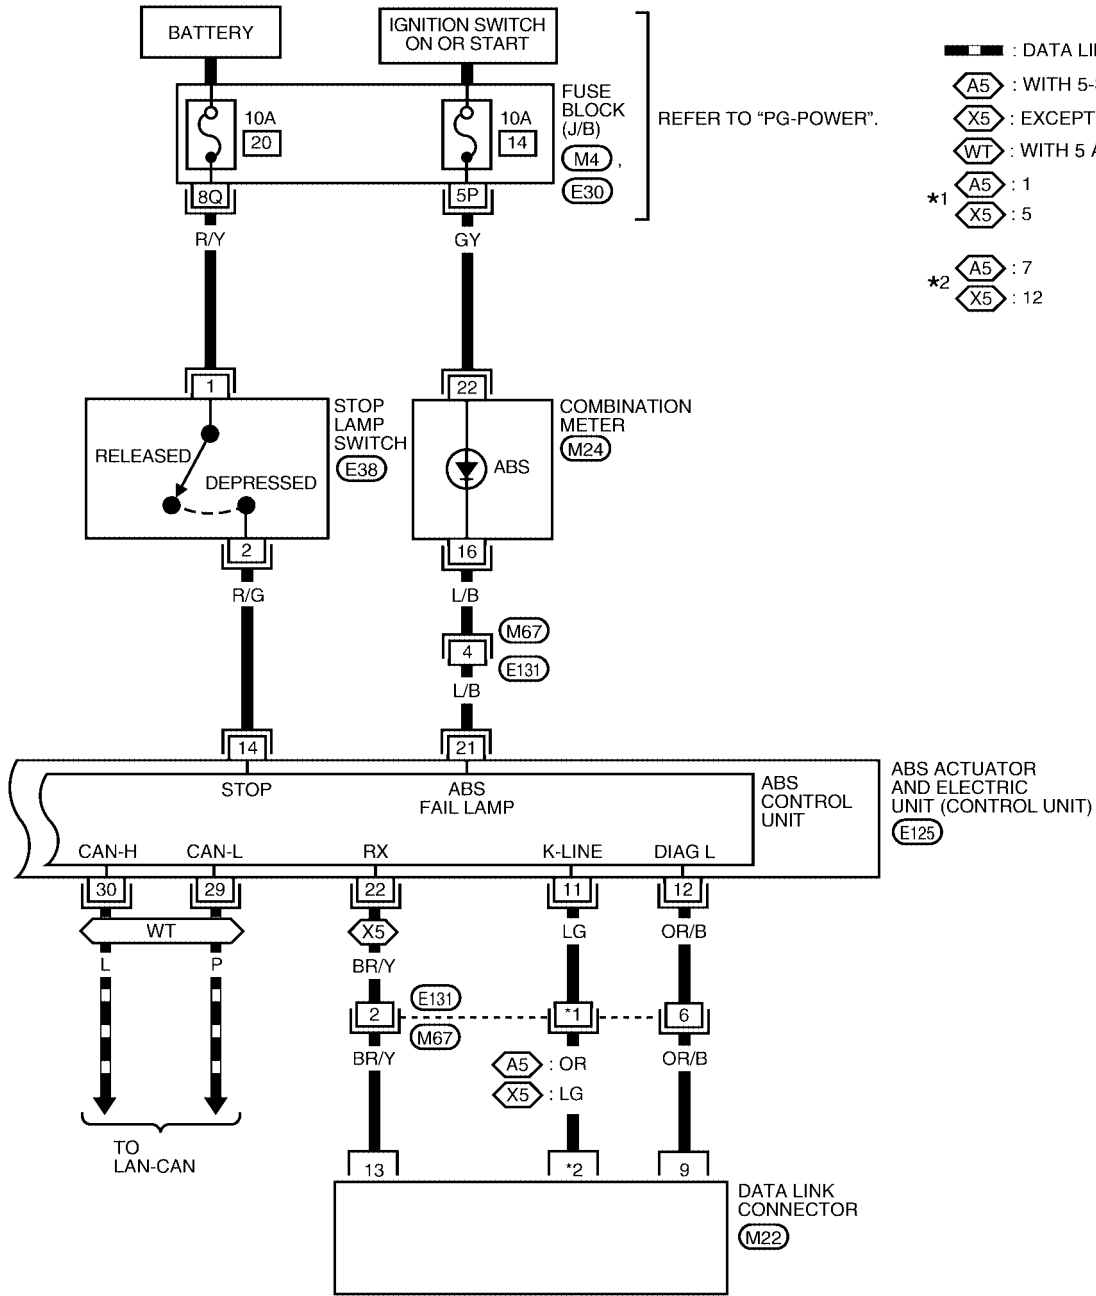 BATTERY
IGNITION SWITCH
ON OR START
10A
20
10A
14
FUSE
BLOCK
(J/B)
M4 ,
E30
REFER TO “PG-POWER”.
: DATA
A5 : WITH
X5 : EXCEPT
WT : WITH 5
*1
A5 : 1
X5 : 5
*2
A5 : 7
X5 : 12
8Q
5P
R/Y
GY
1
22
RELEASED
DEPRESSED
STOP
LAMP
SWITCH
E38
ABS
COMBINATION
METER
M24
2
16
R/G
L/B
M67
4
E131
L/B
14
21
STOP
ABS
FAIL LAMP
ABS
CONTROL
UNIT
ABS ACTUATOR
AND ELECTRIC
UNIT (CONTROL UNIT)
E125
CAN-H
CAN-L
RX
K-LINE
DIAG L
30
29
22
11
12
WT
X5
LG
OR/B
L
P
BR/Y
E131
2
*1
6
M67
BR/Y
A5 : OR
X5 : LG
OR/B
TO
LAN-CAN
13
*2
9
DATA LINK
CONNECTOR
M22